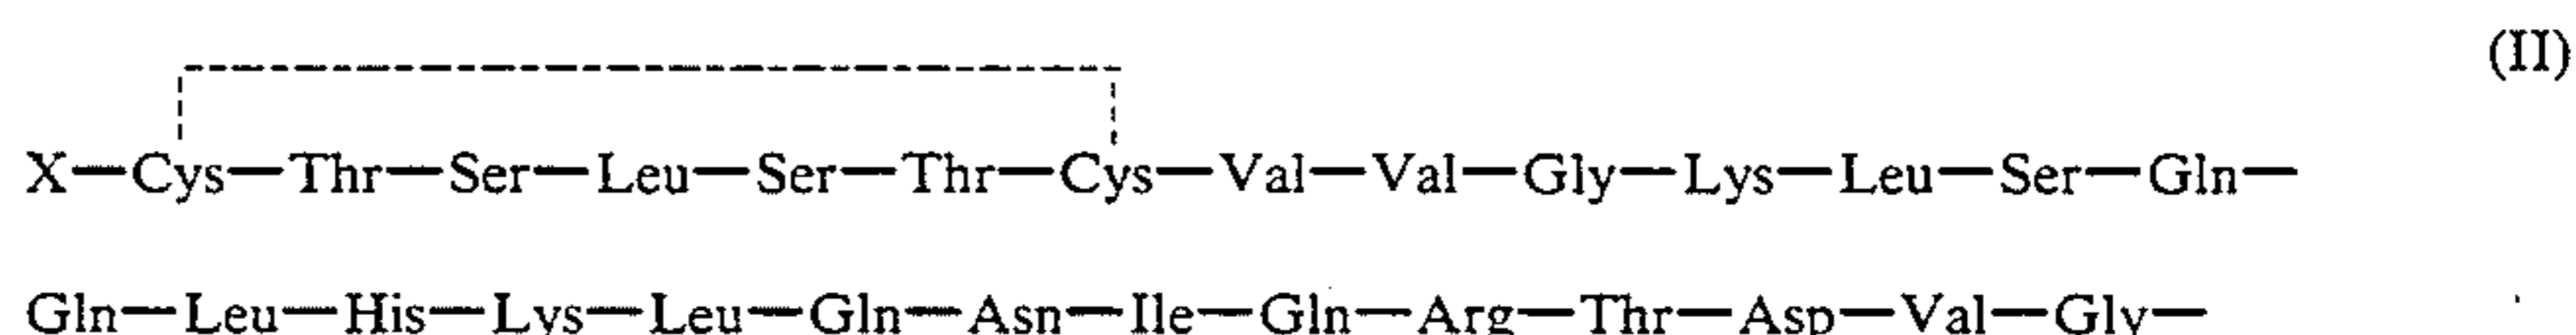 (II)
X—Cys—Thr—Ser—Leu—Ser—Thr—Cys—Val—Val—Gly—Lys—Leu—Ser—Gln—
Gln—Leu—His—Lys—Leu—Gln—Asn—Ile—Gln—Arg—Thr—Asp—Val—Gly—